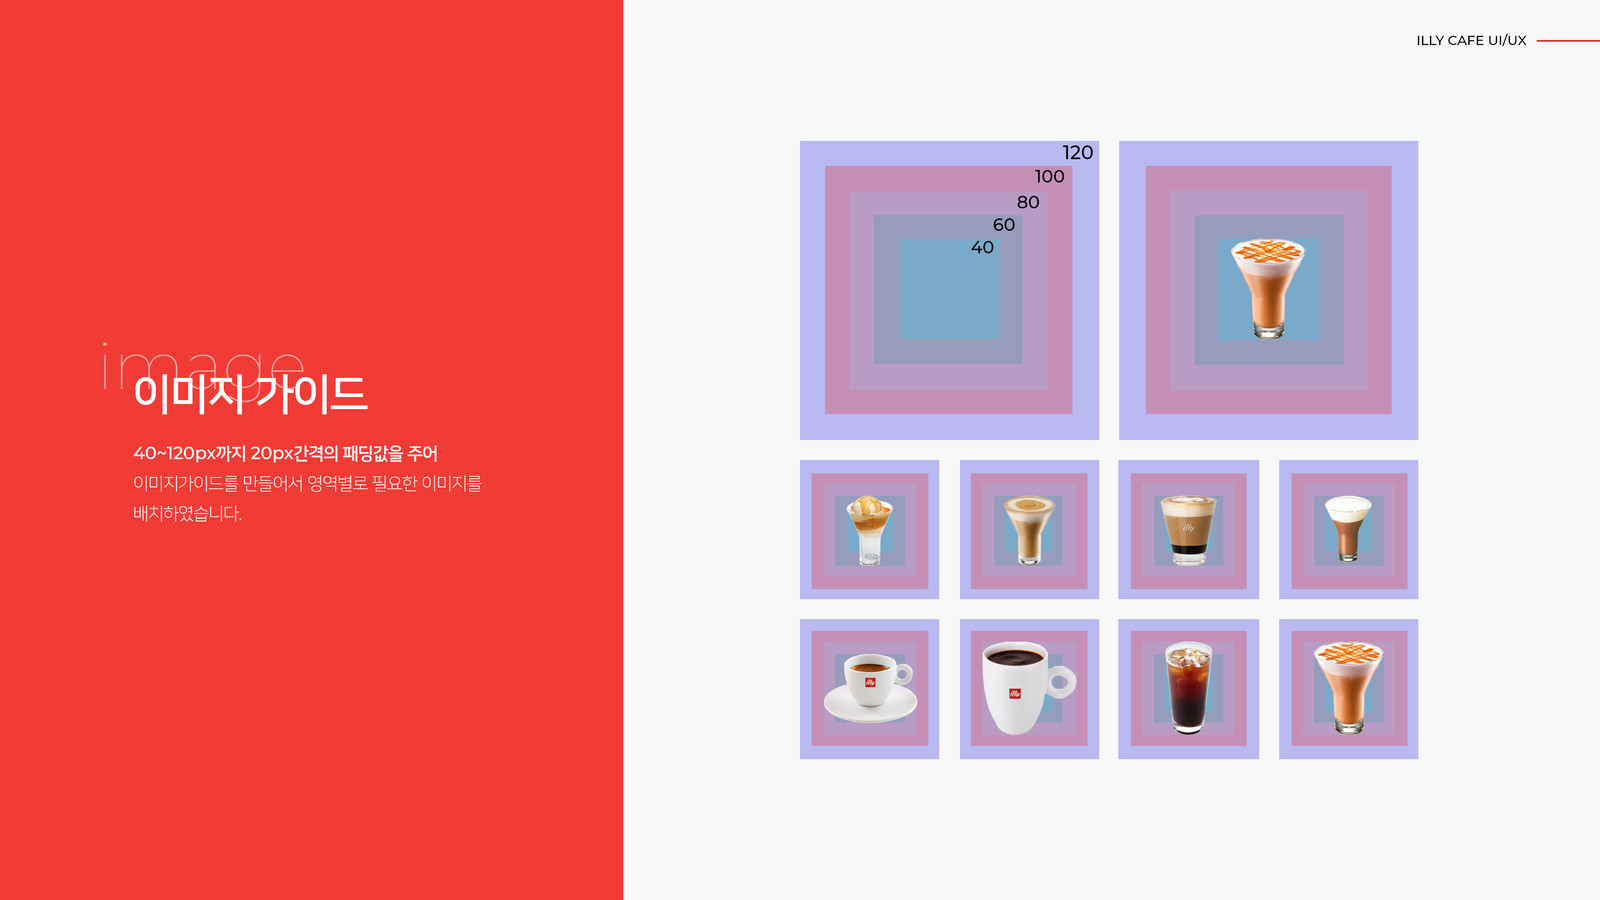 ILLY CAFE UI/UX
image
이미지 가이드
40~120px까지 20px간격의 패딩값을 주어
이미지가이드를 만들어서 영역별로 필요한 이미지를
배치하였습니다.
120
100
80
60
40
illy
illy
illy